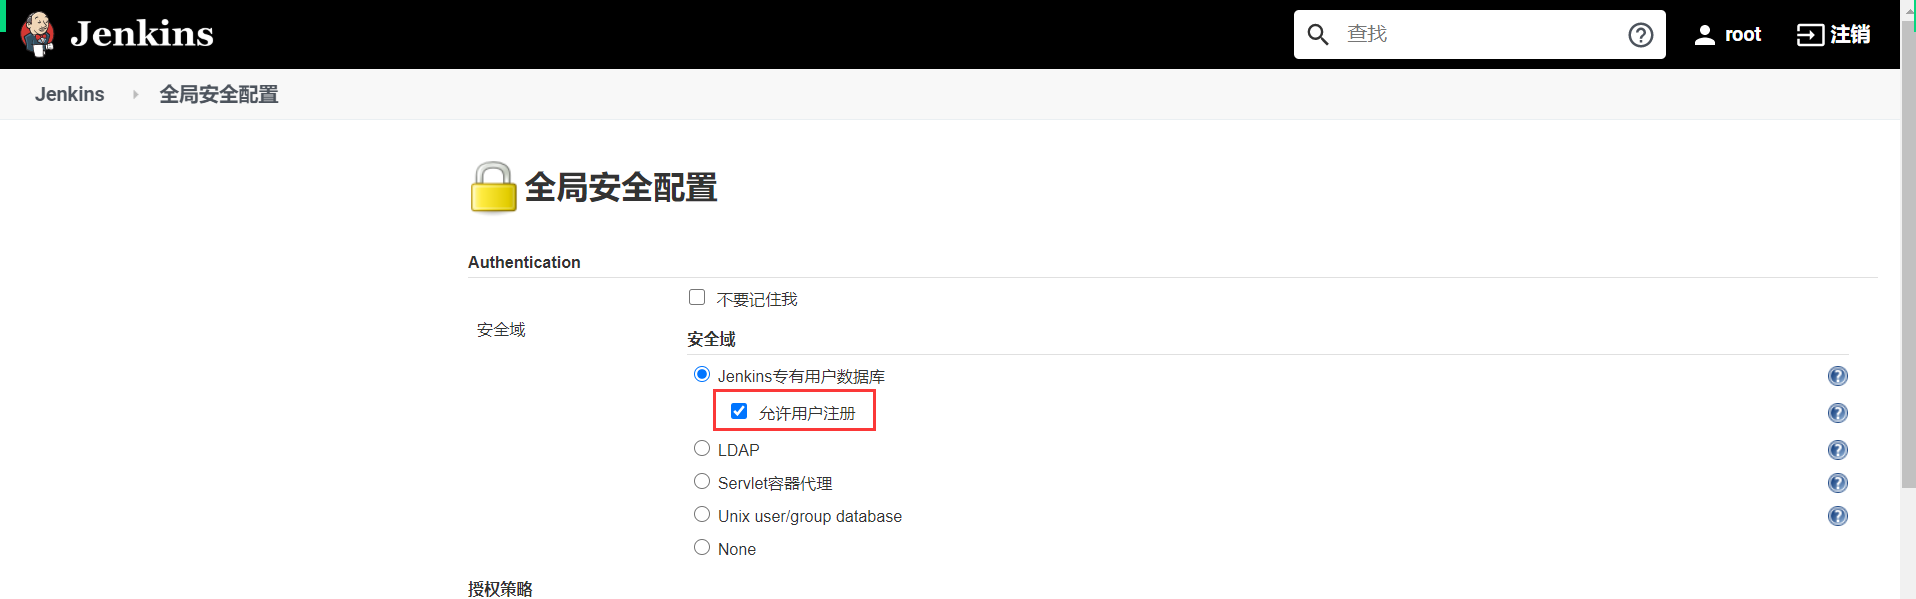 Jenkins
查找
root
注销
Jenkins
全局安全配置
全局安全配置
Authentication
不要记住我
安全域
安全域
Jenkins专有用户数据库
允许用户注册
LDAP
Servlet容器代理
Unix user/group database
None
授权策略